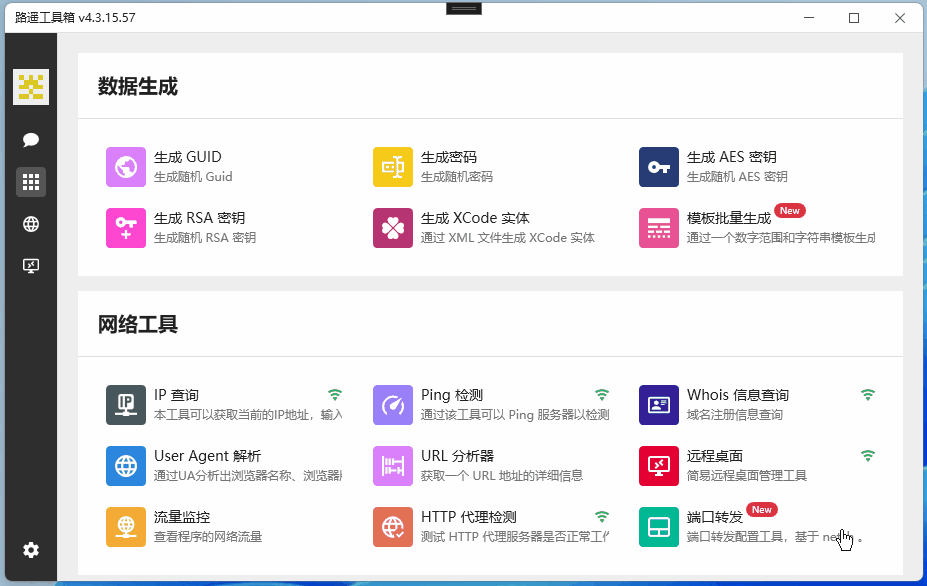 路遥工具箱 v4.3.15.57
数据生成
生成 GUID
生成随机 Guid
生成密码
生成随机密码
生成 AES 密钥
生成随机 AES 密钥
生成 RSA 密钥
生成随机 RSA 密钥
生成 XCode 实体
通过 XML 文件生成 XCode 实体
模板批量生成 New
通过一个数字范围和字符串模板生成
网络工具
IP 查询
本工具可以获取当前的IP地址，输入
Ping 检测
通过该工具可以 Ping 服务器以检测
Whois 信息查询
域名注册信息查询
User Agent 解析
通过UA分析出浏览器名称、浏览器
URL 分析器
获取一个 URL 地址的详细信息
远程桌面
简易远程桌面管理工具
流量监控
查看程序的网络流量
HTTP 代理检测
测试 HTTP 代理服务器是否正常工
端口转发 New
端口转发配置工具，基于